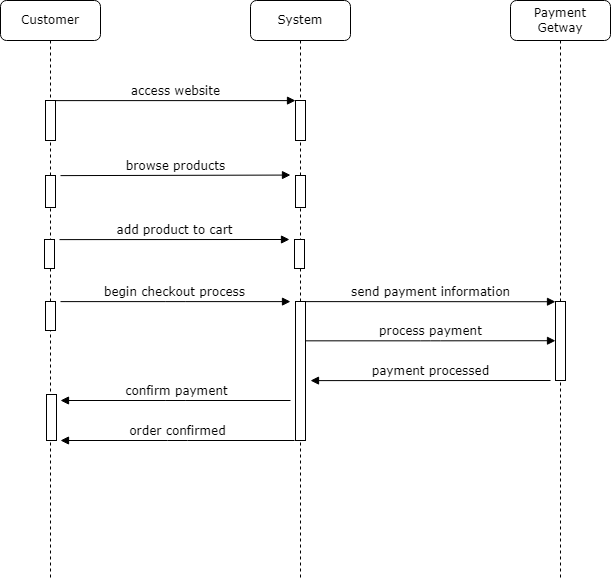 Customer
System
Payment
Getway
access website
browse products
add product to cart
begin checkout process
send payment information
process payment
payment processed
confirm payment
order confirmed